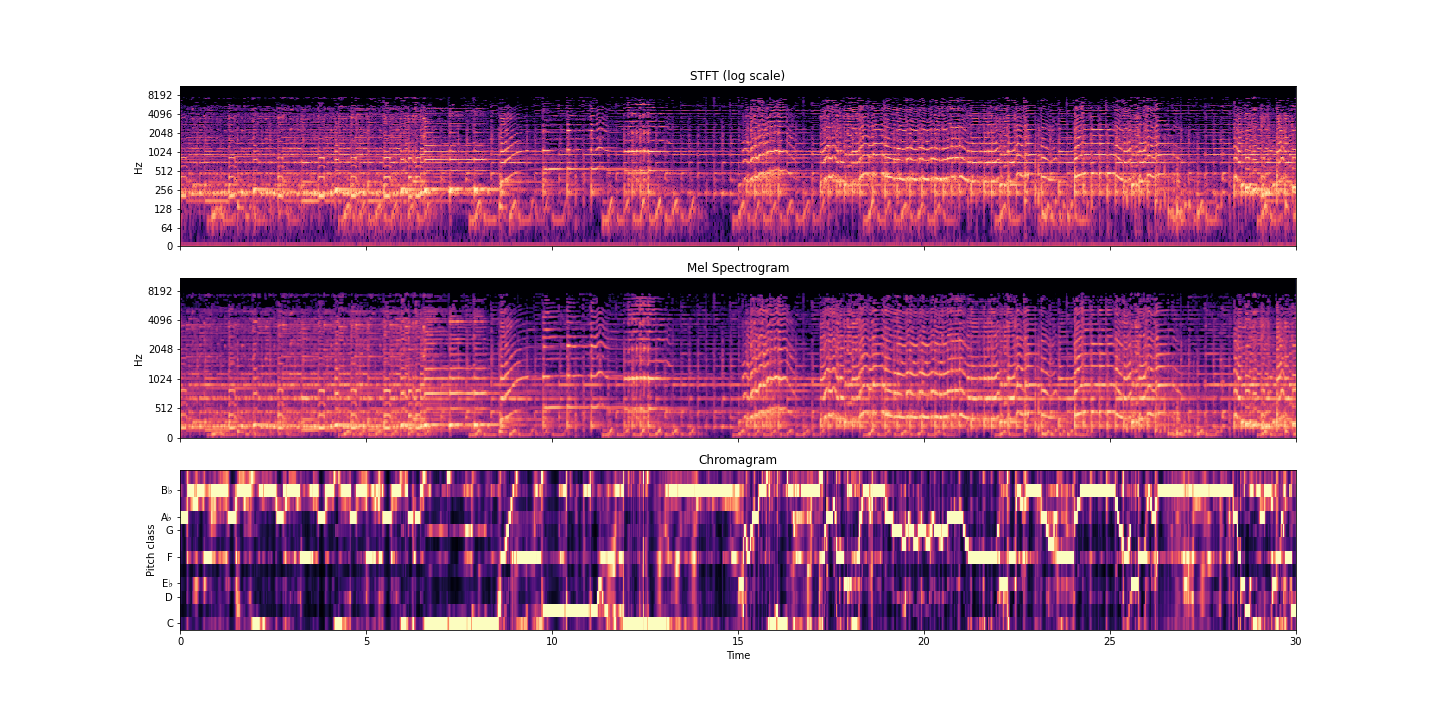 STFT (log scale)
8192
4096
2048
1024
512
256
128
64
0
Hz
Mel Spectrogram
8192
4096
2048
1024
512
0
Hz
Chromagram
B♭
A♭
G
F
E♭
D
C
Pitch class
0 5 10 15 20 25 30
Time